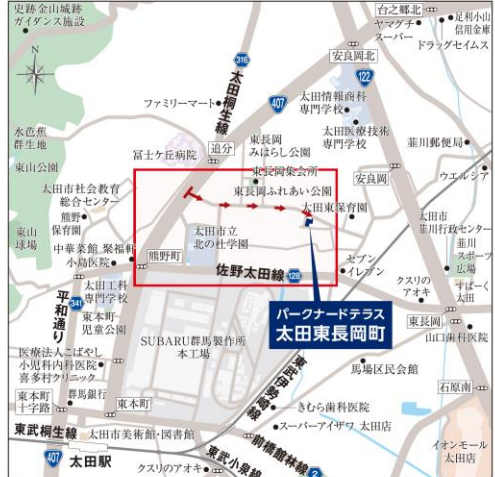 史跡金山城跡
ガイダンス施設
台之郷北
足利小山
信用金庫
ヤマグチ
スーパー
ドラッグセイムス
安良岡北
316
太田桐生線
407
122
ファミリーマート
太田情報商科
専門学校
太田医療技術
専門学校
水芭蕉
群生地
冨士ケ丘病院
追分
東長岡
みはらし公園
韮川郵便局
東山公園
東長岡集会所
安良岡
ウエルシア
太田市社会教育
総合センター
東長岡ふれあい公園
熊野
保育園
太田東保育園
太田市
韮川行政センター
東山
球場
太田市立
北の杜学園
中華菜館 聚福軒
小島医院
熊野町
セブン
イレブン
韮川
スポーツ
広場
佐野太田線
128
太田工科
専門学校
クスリの
アオキ
すばーく
太田
341
平和通り
東本町
児童公園
パークナードテラス
太田東長岡町
東長岡
SUBARU群馬製作所
本工場
山口歯科医院
医療法人こばやし
小児科内科医院
喜多村クリニック
東武伊勢崎線
馬場区民会館
石原南
群馬銀行
東本町
十字路
東本町
きむら歯科医院
スーパーアイザワ 太田店
東武桐生線
太田市美術館・図書館
前橋館林線
イオンモール
太田店
407
太田駅
クスリのアオキ
東武小泉線
2